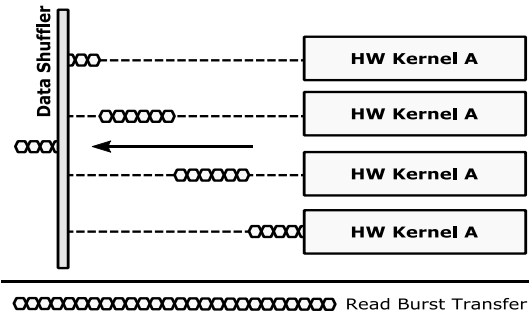 Data Shuffler
HW Kernel A
HW Kernel A
HW Kernel A
HW Kernel A
Read Burst Transfer